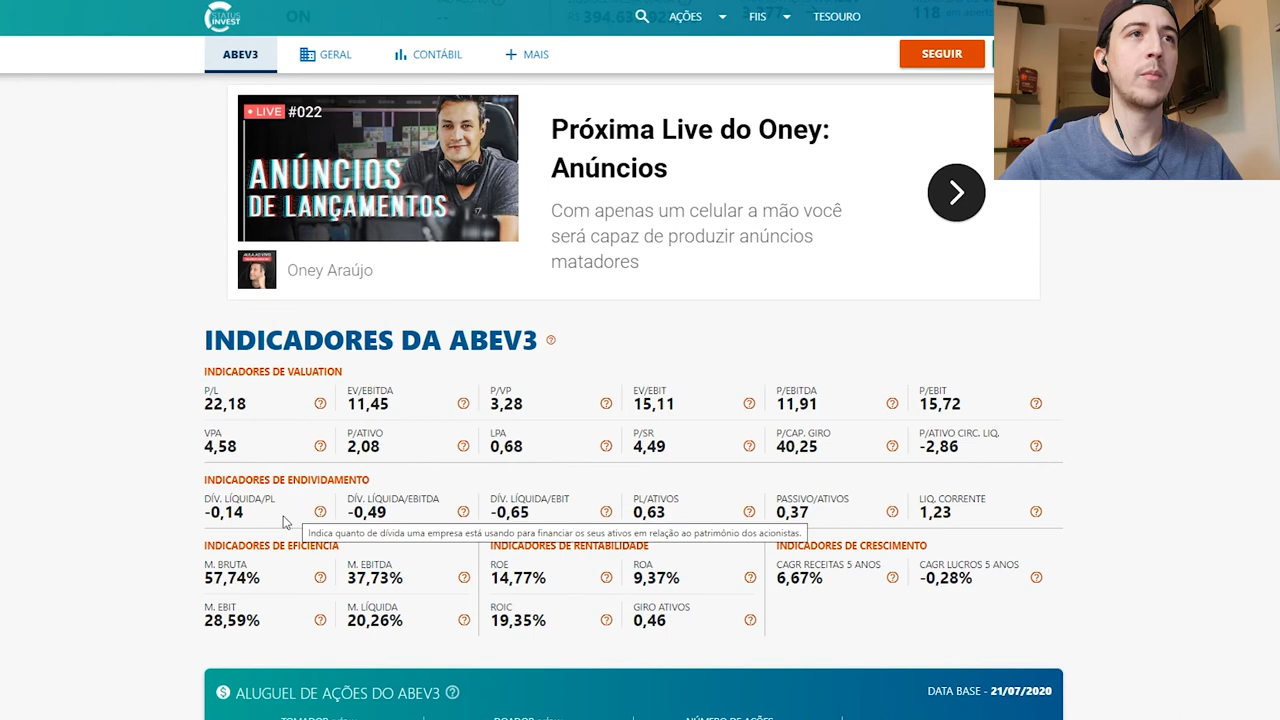 STATUS
INVEST
ON
--
AÇÕES
FIIS
TESOURO
118 em
ABEV3
GERAL
CONTÁBIL
+ MAIS
SEGUIR
• LIVE #022
ANÚNCIOS
DE LANÇAMENTOS
Próxima Live do Oney:
Anúncios
Com apenas um celular a mão você
será capaz de produzir anúncios
matadores
Oney Araújo
INDICADORES DA ABEV3
INDICADORES DE VALUATION
P/L EV/EBITDA P/VP EV/EBIT P/EBITDA P/EBIT
22,18 11,45 3,28 15,11 11,91 15,72
VPA P/ATIVO LPA P/SR P/CAP. GIRO P/ATIVO CIRC. LIQ.
4,58 2,08 0,68 4,49 40,25 -2,86
INDICADORES DE ENDIVIDAMENTO
DÍV. LÍQUIDA/PL DÍV. LÍQUIDA/EBITDA DÍV. LÍQUIDA/EBIT PL/ATIVOS PASSIVO/ATIVOS LIQ. CORRENTE
-0,14 -0,49 -0,65 0,63 0,37 1,23
Indica quanto de dívida uma empresa está usando para financiar os seus ativos em relação ao patrimônio dos acionistas.
INDICADORES DE EFICIÊNCIA INDICADORES DE RENTABILIDADE INDICADORES DE CRESCIMENTO
M. BRUTA M. EBITDA ROE ROA CAGR RECEITAS 5 ANOS CAGR LUCROS 5 ANOS
57,74% 37,73% 14,77% 9,37% 6,67% -0,28%
M. EBIT M. LÍQUIDA ROIC GIRO ATIVOS
28,59% 20,26% 19,35% 0,46
ALUGUEL DE AÇÕES DO ABEV3 DATA BASE - 21/07/2020